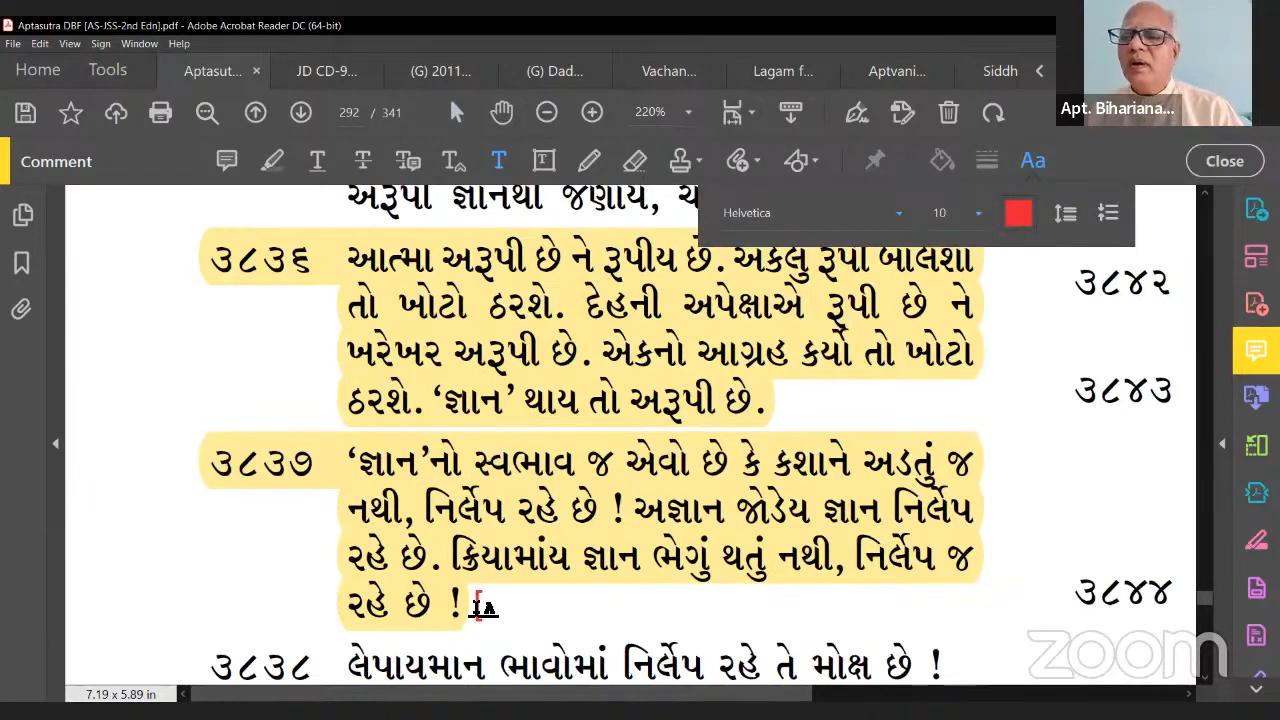 Aptasutra DBF [AS-JSS-2nd Edn].pdf - Adobe Acrobat Reader DC (64-bit)
File Edit View Sign Window Help
Home Tools Aptasut... × JD CD-9... (G) 2011... (G) Dad... Vachan... Lagam f... Aptvani... Siddh
292 / 341 220%
Apt. Bihariana...
Comment Aa Close
Helvetica 10
અરૂપી જ્ઞાનથી જણાય,
૩૮૩૬ આત્મા અરૂપી છે ને રૂપીય છે. એકલું રૂપી બોલશો
તો ખોટો ઠરશે. દેહની અપેક્ષાએ રૂપી છે ને
ખરેખર અરૂપી છે. એકનો આગ્રહ કર્યો તો ખોટો
ઠરશે. ‘જ્ઞાન’ થાય તો અરૂપી છે.
૩૮૩૭ ‘જ્ઞાન’નો સ્વભાવ જ એવો છે કે કશાને અડતું જ
નથી, નિર્લેપ રહે છે ! અજ્ઞાન જોડેય જ્ઞાન નિર્લેપ
રહે છે. ક્રિયામાંય જ્ઞાન ભેગું થતું નથી, નિર્લેપ જ
રહે છે !
૩૮૩૮ લેપાયમાન ભાવોમાં નિર્લેપ રહે તે મોક્ષ છે !
૩૮૪૨
૩૮૪૩
૩૮૪૪
zoom
7.19 x 5.89 in